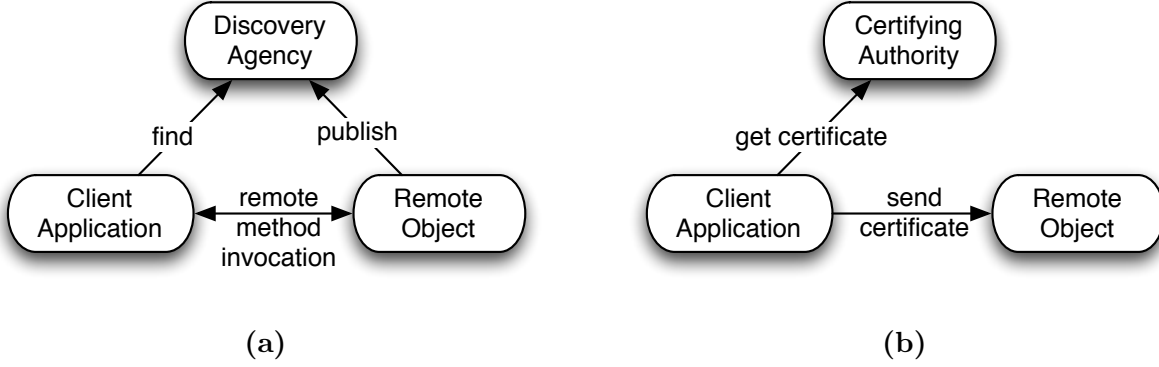 Discovery
Agency
find
publish
Client
Application
remote
method
invocation
Remote
Object
(a)
Certifying
Authority
get certificate
Client
Application
send
certificate
Remote
Object
(b)